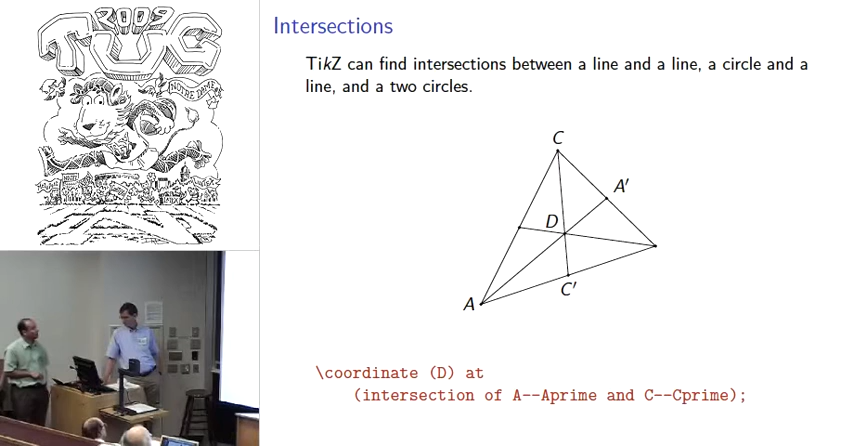 2009
TUG
NOTRE DAME
Intersections
TikZ can find intersections between a line and a line, a circle and a
line, and a two circles.
C
A′
D
C′
A
\coordinate (D) at
(intersection of A--Aprime and C--Cprime);